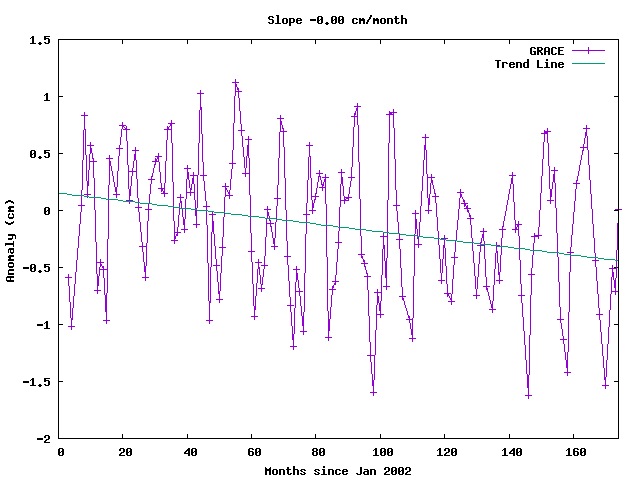 Slope -0.00 cm/month
GRACE
Trend Line
1.5
1
0.5
0
-0.5
-1
-1.5
-2
Anomaly (cm)
0 20 40 60 80 100 120 140 160
Months since Jan 2002